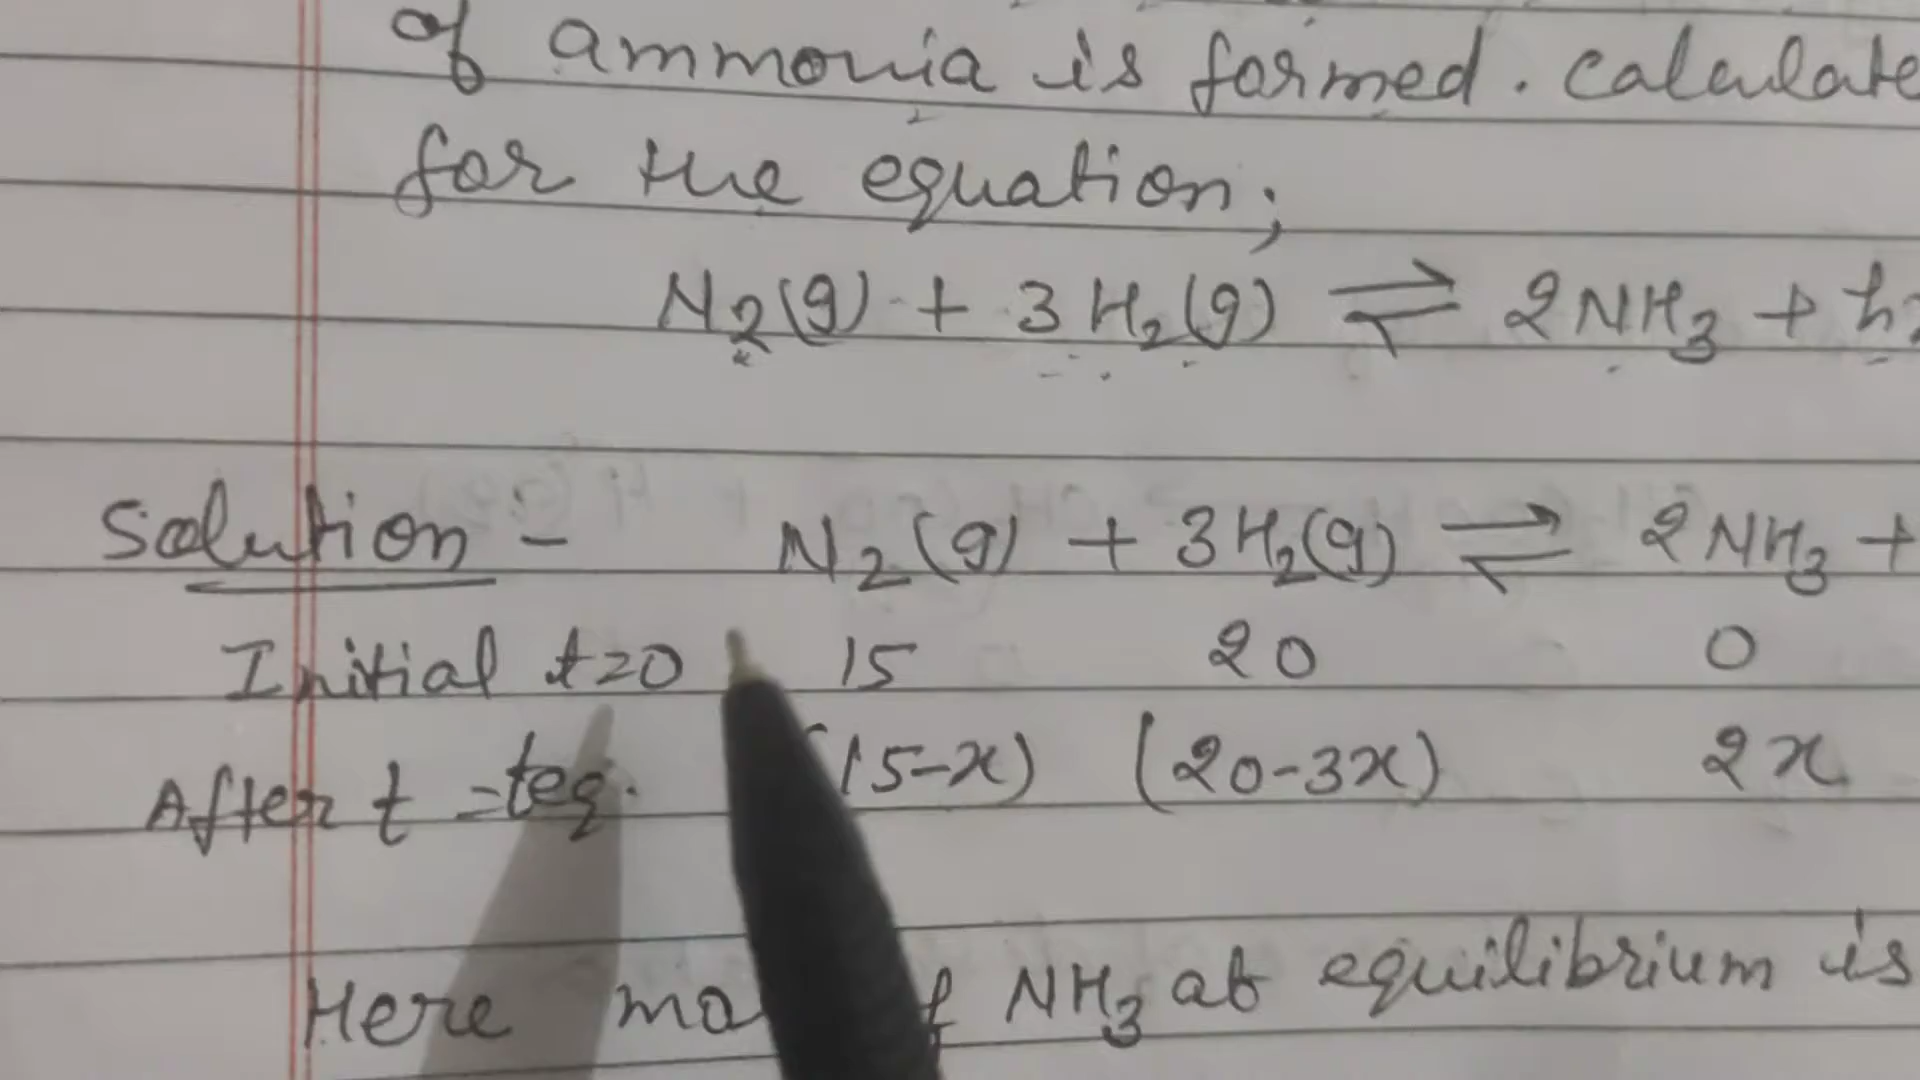 of ammonia is formed. Calculate
for the equation;
N2(g) + 3H2(g) ⇌ 2NH3 +
Solution - N2(g) + 3H2(g) ⇌ 2NH3 +
Initial t=0 15 20 0
After t =teq. (15-x) (20-3x) 2x
Here NH3 at equilibrium is